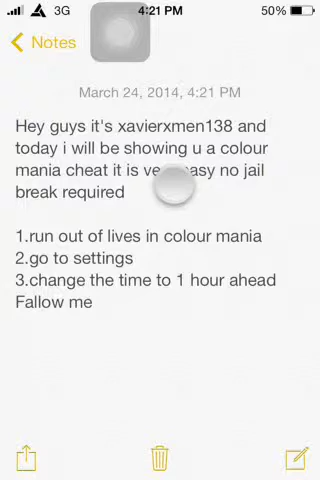 3G 4:21 PM 50%
Notes
March 24, 2014, 4:21 PM
Hey guys it's xavierxmen138 and
today i will be showing u a colour
mania cheat it is no jail
break required
1.run out of lives in colour mania
2.go to settings
3.change the time to 1 hour ahead
Fallow me